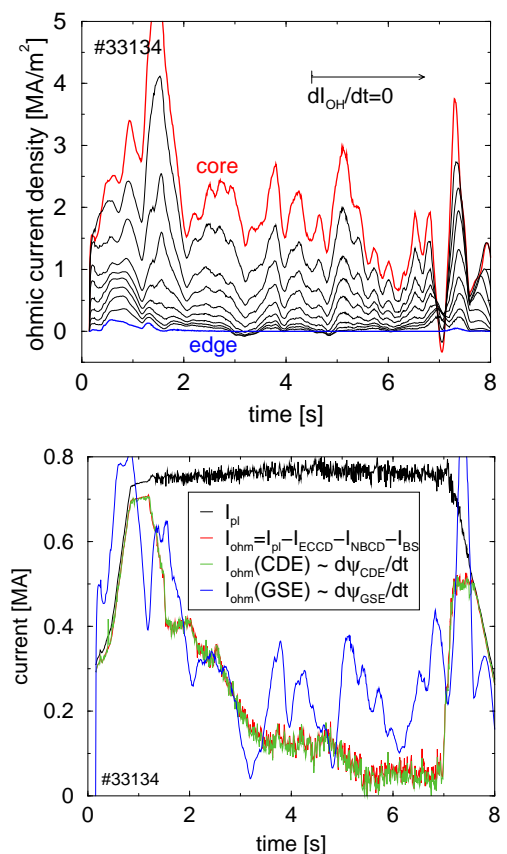 #33134
dI_OH/dt=0
core
edge
ohmic current density [MA/m²]
0
1
2
3
4
5
0 2 4 6 8
time [s]
0.8
0.6
0.4
0.2
0
current [MA]
I_pl
I_ohm=I_pl−I_ECCD−I_NBCD−I_BS
I_ohm(CDE) ~ dψ_CDE/dt
I_ohm(GSE) ~ dψ_GSE/dt
#33134
0 2 4 6 8
time [s]